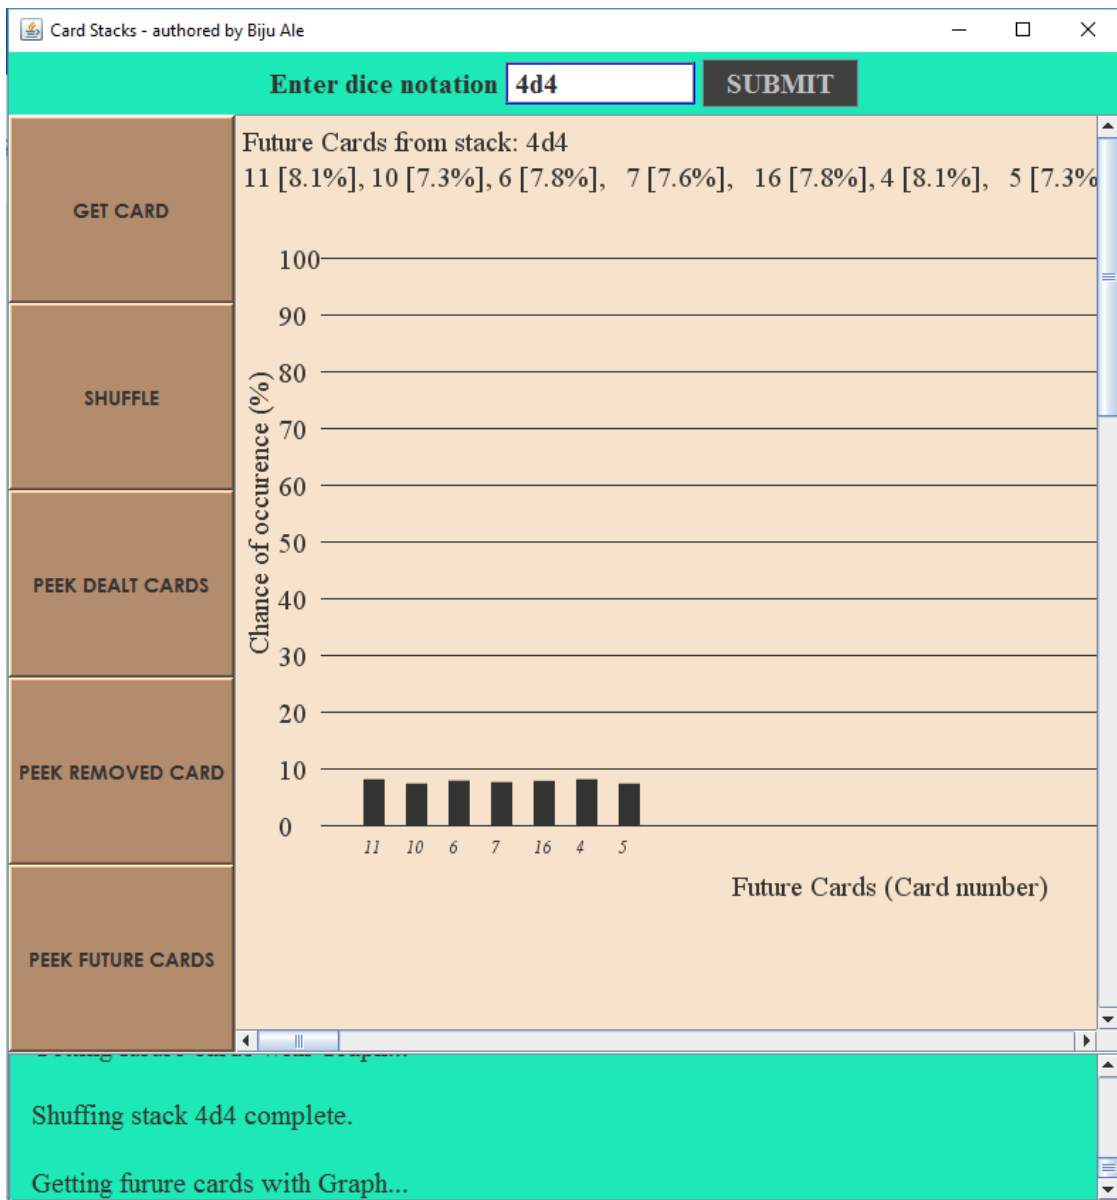 Card Stacks - authored by Biju Ale
Enter dice notation 4d4 SUBMIT
GET CARD
SHUFFLE
PEEK DEALT CARDS
PEEK REMOVED CARD
PEEK FUTURE CARDS
Future Cards from stack: 4d4
11 [8.1%], 10 [7.3%], 6 [7.8%], 7 [7.6%], 16 [7.8%], 4 [8.1%], 5 [7.3%
Chance of occurence (%)
100
90
80
70
60
50
40
30
20
10
0
11 10 6 7 16 4 5
Future Cards (Card number)
Shuffing stack 4d4 complete.
Getting furure cards with Graph...